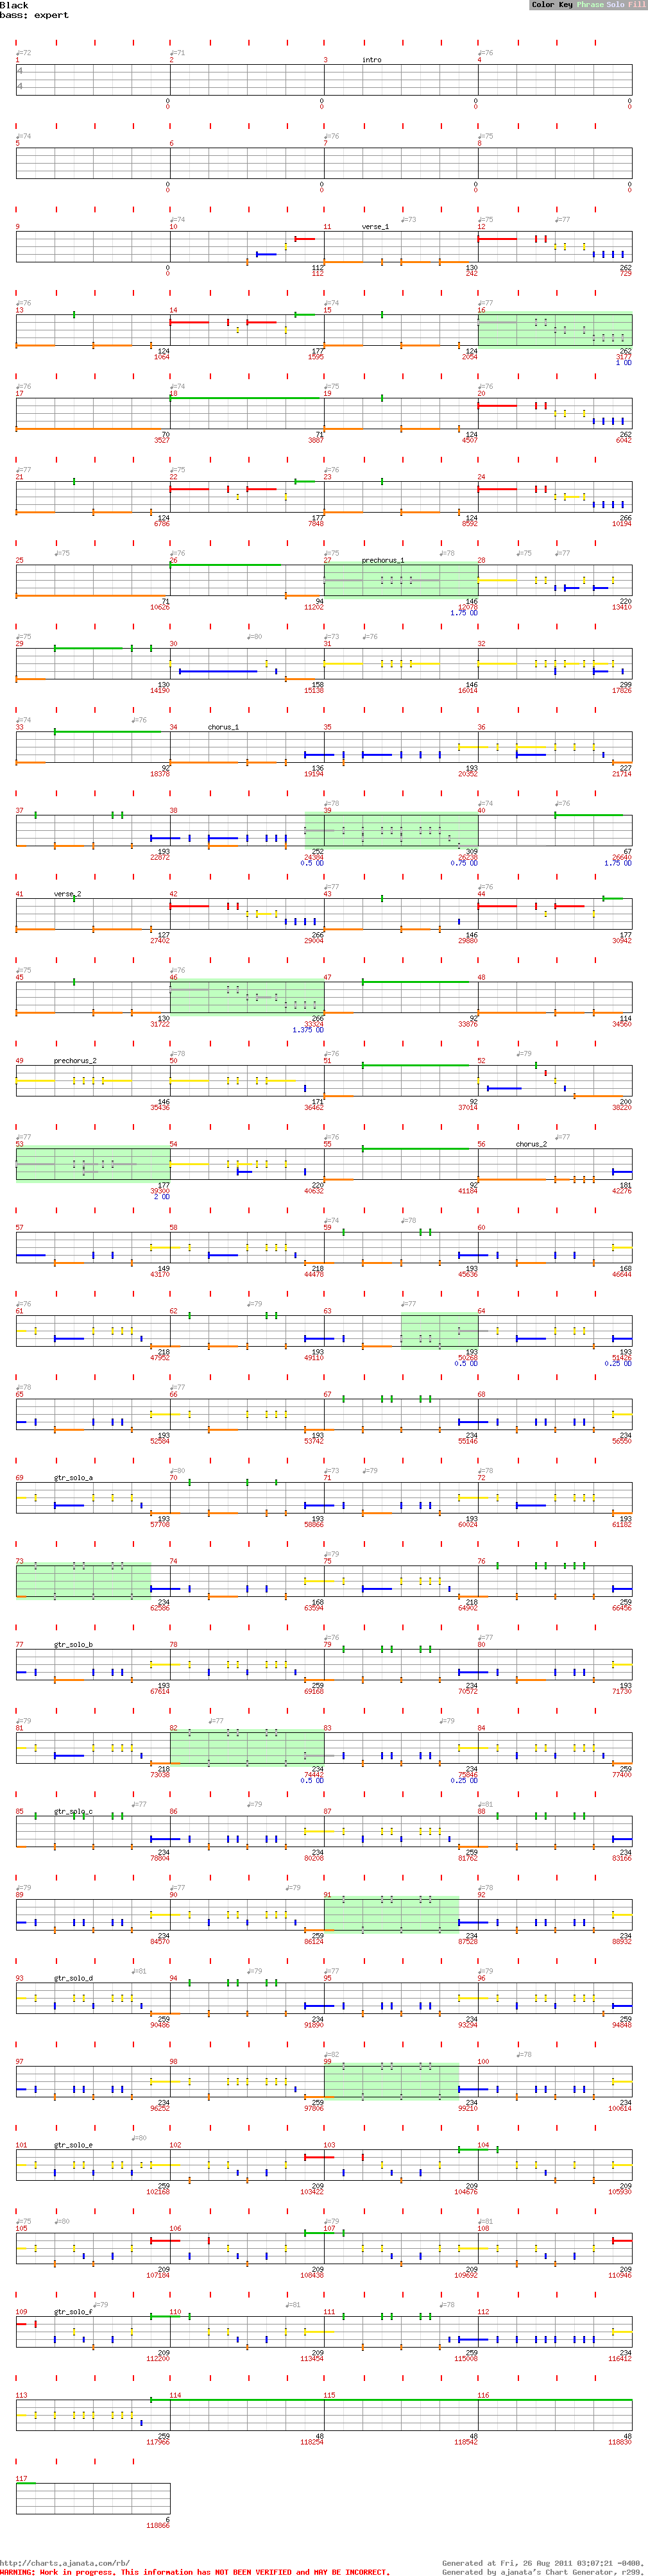 Black
Color Key Phrase Solo Fill
bass: expert
♩=72 ♩=71 ♩=76
1 2 3 intro 4
4
4
0 0 0 0
0 0 0 0
♩=74 ♩=76 ♩=75
5 6 7 8
0 0 0
0 0 0
♩=74 ♩=73 ♩=75 ♩=77
9 10 11 verse_1 12
0 112 130 262
0 112 242 729
♩=76 ♩=74 ♩=77
13 14 15 16
124 177 124 262
1064 1595 2054 3177
1 OD
♩=76 ♩=74 ♩=75 ♩=76
17 18 19 20
70 71 124 262
3527 3887 4507 6042
♩=77 ♩=75 ♩=76
21 22 23 24
124 177 124 266
6786 7848 8592 10194
♩=75 ♩=76 ♩=75 ♩=78 ♩=75 ♩=77
25 26 27 prechorus_1 28
71 94 146 220
10626 11202 12078 13410
1.75 OD
♩=75 ♩=80 ♩=73 ♩=76
29 30 31 32
130 158 146 299
14190 15138 16014 17826
♩=74 ♩=76
33 34 chorus_1 35 36
92 136 193 227
18378 19194 20352 21714
♩=78 ♩=74 ♩=76
37 38 39 40
193 252 309 67
22872 24384 26238 26640
0.5 OD 0.75 OD 1.75 OD
♩=77 ♩=76
41 verse_2 42 43 44
127 266 146 177
27402 29004 29880 30942
♩=75 ♩=76
45 46 47 48
130 266 92 114
31722 33324 33876 34560
1.375 OD
♩=78 ♩=76 ♩=79
49 prechorus_2 50 51 52
146 171 92 200
35436 36462 37014 38220
♩=77 ♩=76 ♩=77
53 54 55 56 chorus_2
177 220 92 181
39300 40632 41184 42276
2 OD
♩=74 ♩=78
57 58 59 60
149 218 193 168
43170 44478 45636 46644
♩=76 ♩=79 ♩=77
61 62 63 64
218 193 193 193
47952 49110 50268 51426
0.5 OD 0.25 OD
♩=78 ♩=77
65 66 67 68
193 193 234 234
52584 53742 55146 56550
♩=80 ♩=73 ♩=79 ♩=78
69 gtr_solo_a 70 71 72
193 193 193 193
57708 58866 60024 61182
♩=79
73 74 75 76
234 168 218 259
62586 63594 64902 66456
♩=76 ♩=77
77 gtr_solo_b 78 79 80
193 259 234 193
67614 69168 70572 71730
♩=79 ♩=77 ♩=79
81 82 83 84
218 234 234 259
73038 74442 75846 77400
0.5 OD 0.25 OD
♩=77 ♩=79 ♩=81
85 gtr_solo_c 86 87 88
234 234 259 234
78804 80208 81762 83166
♩=79 ♩=77 ♩=79 ♩=78
89 90 91 92
234 259 234 234
84570 86124 87528 88932
♩=81 ♩=79 ♩=77 ♩=79
93 gtr_solo_d 94 95 96
259 234 234 259
90486 91890 93294 94848
♩=82 ♩=78
97 98 99 100
234 259 234 234
96252 97806 99210 100614
♩=80
101 gtr_solo_e 102 103 104
259 209 209 209
102168 103422 104676 105930
♩=75 ♩=80 ♩=79 ♩=81
105 106 107 108
209 209 209 209
107184 108438 109692 110946
♩=79 ♩=81 ♩=78
109 gtr_solo_f 110 111 112
209 209 259 234
112200 113454 115008 116412
113 114 115 116
259 48 48 48
117966 118254 118542 118830
117
6
118866
http://charts.ajanata.com/rb/
Generated at Fri, 26 Aug 2011 03:07:21 -0400.
WARNING: Work in progress. This information has NOT BEEN VERIFIED and MAY BE INCORRECT.
Generated by ajanata's Chart Generator, r299.